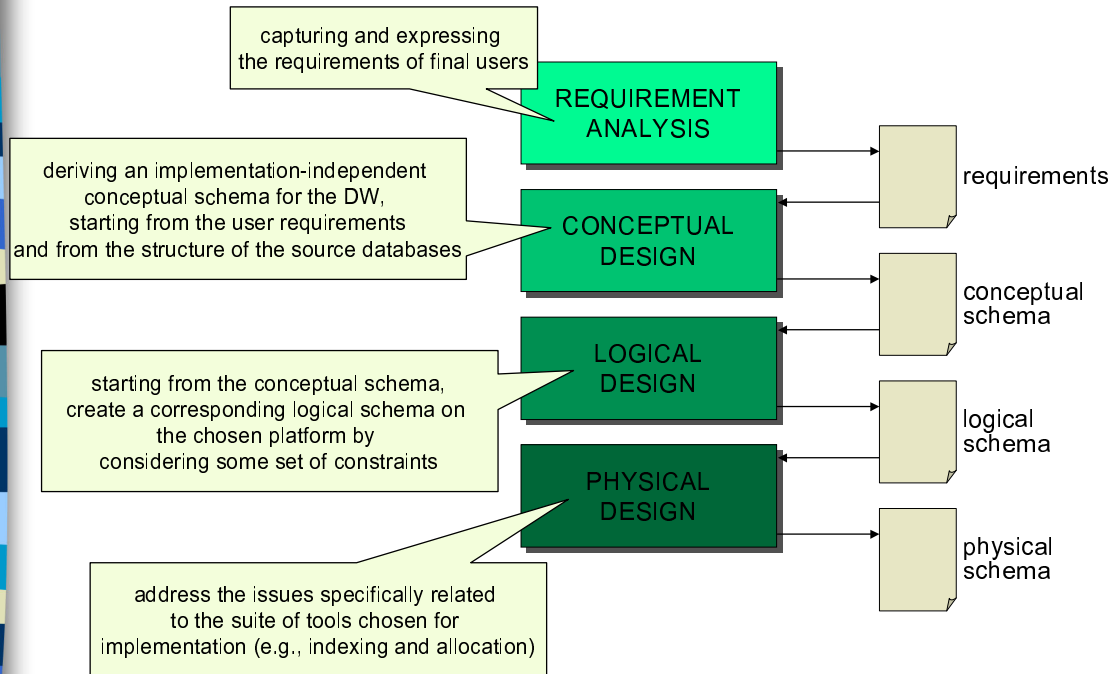 capturing and expressing
the requirements of final users
REQUIREMENT
ANALYSIS
requirements
deriving an implementation-independent
conceptual schema for the DW,
starting from the user requirements
and from the structure of the source databases
CONCEPTUAL
DESIGN
conceptual
schema
LOGICAL
DESIGN
starting from the conceptual schema,
create a corresponding logical schema on
the chosen platform by
considering some set of constraints
logical
schema
PHYSICAL
DESIGN
physical
schema
address the issues specifically related
to the suite of tools chosen for
implementation (e.g., indexing and allocation)